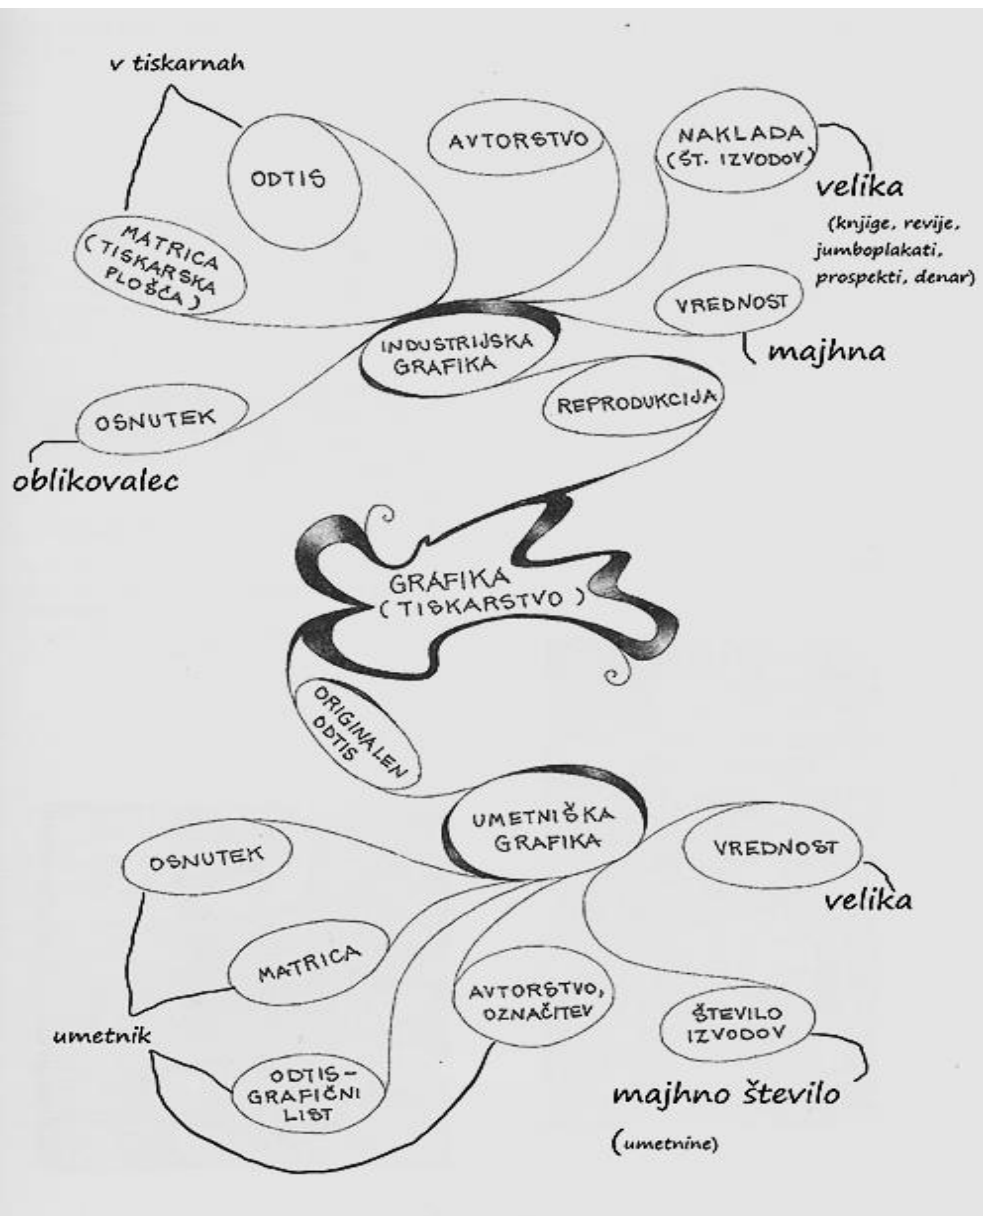 v tiskarnah
ODTIS
AVTORSTVO
NAKLADA
(ŠT. IZVODOV)
velika
(knjige, revije,
jumboplakati,
prospekti, denar)
MATRICA
(TISKARSKA
PLOŠČA)
VREDNOST
majhna
INDUSTRIJSKA
GRAFIKA
REPRODUKCIJA
OSNUTEK
oblikovalec
GRAFIKA
(TISKARSTVO)
ORIGINALEN
ODTIS
UMETNIŠKA
GRAFIKA
OSNUTEK
VREDNOST
velika
MATRICA
AVTORSTVO,
OZNAČITEV
ŠTEVILO
IZVODOV
umetnik
ODTIS-
GRAFIČNI
LIST
majhno število
(umetnine)